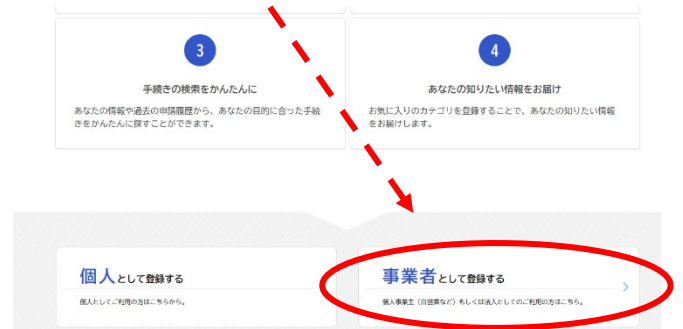 3
手続きの検索をかんたんに
あなたの情報や過去の申請履歴から、あなたの目的に合った手続
きをかんたんに探すことができます。
4
あなたの知りたい情報をお届け
お気に入りのカテゴリを登録することで、あなたの知りたい情報
をお届けします。
個人として登録する
個人としてご利用の方はこちらから。
事業者として登録する
個人事業主（自営業など）もしくは法人としてのご利用の方はこちら。